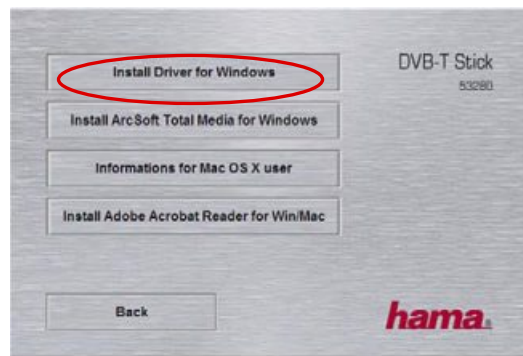 Install Driver for Windows
DVB-T Stick
53280
Install ArcSoft Total Media for Windows
Informations for Mac OS X user
Install Adobe Acrobat Reader for Win/Mac
Back
hama®